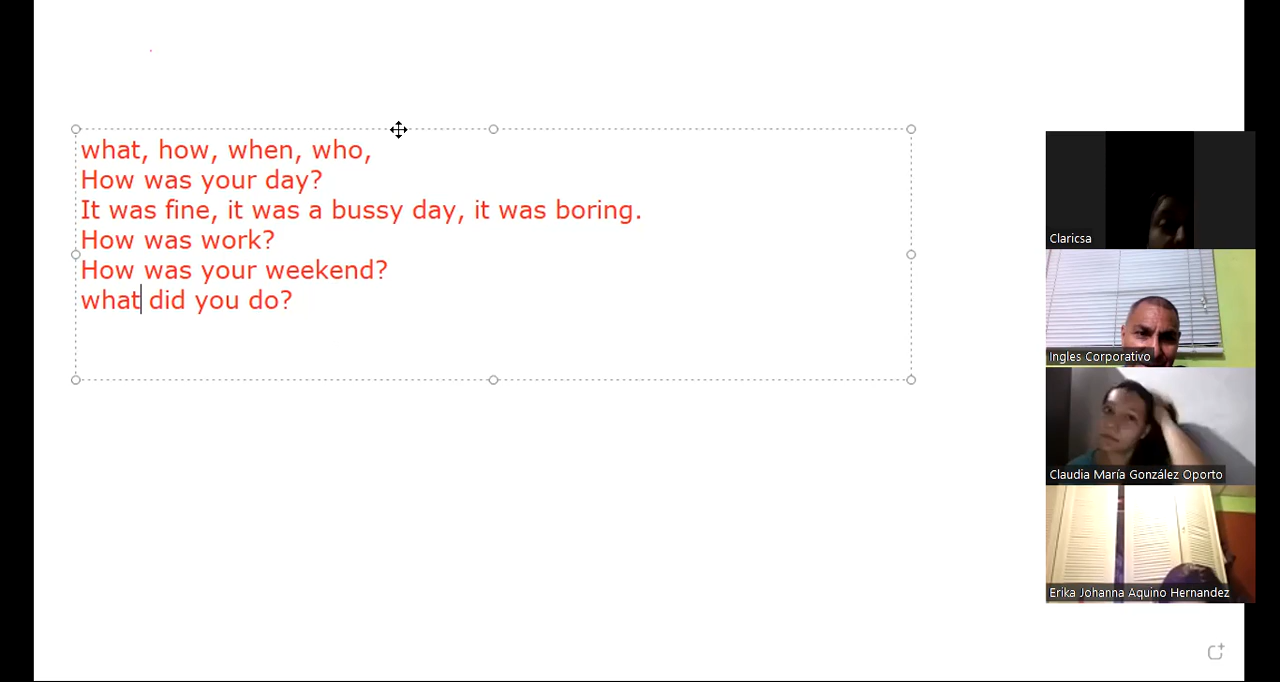 what, how, when, who,
How was your day?
It was fine, it was a bussy day, it was boring.
How was work?
How was your weekend?
what did you do?
Claricsa
Ingles Corporativo
Claudia María González Oporto
Erika Johanna Aquino Hernandez